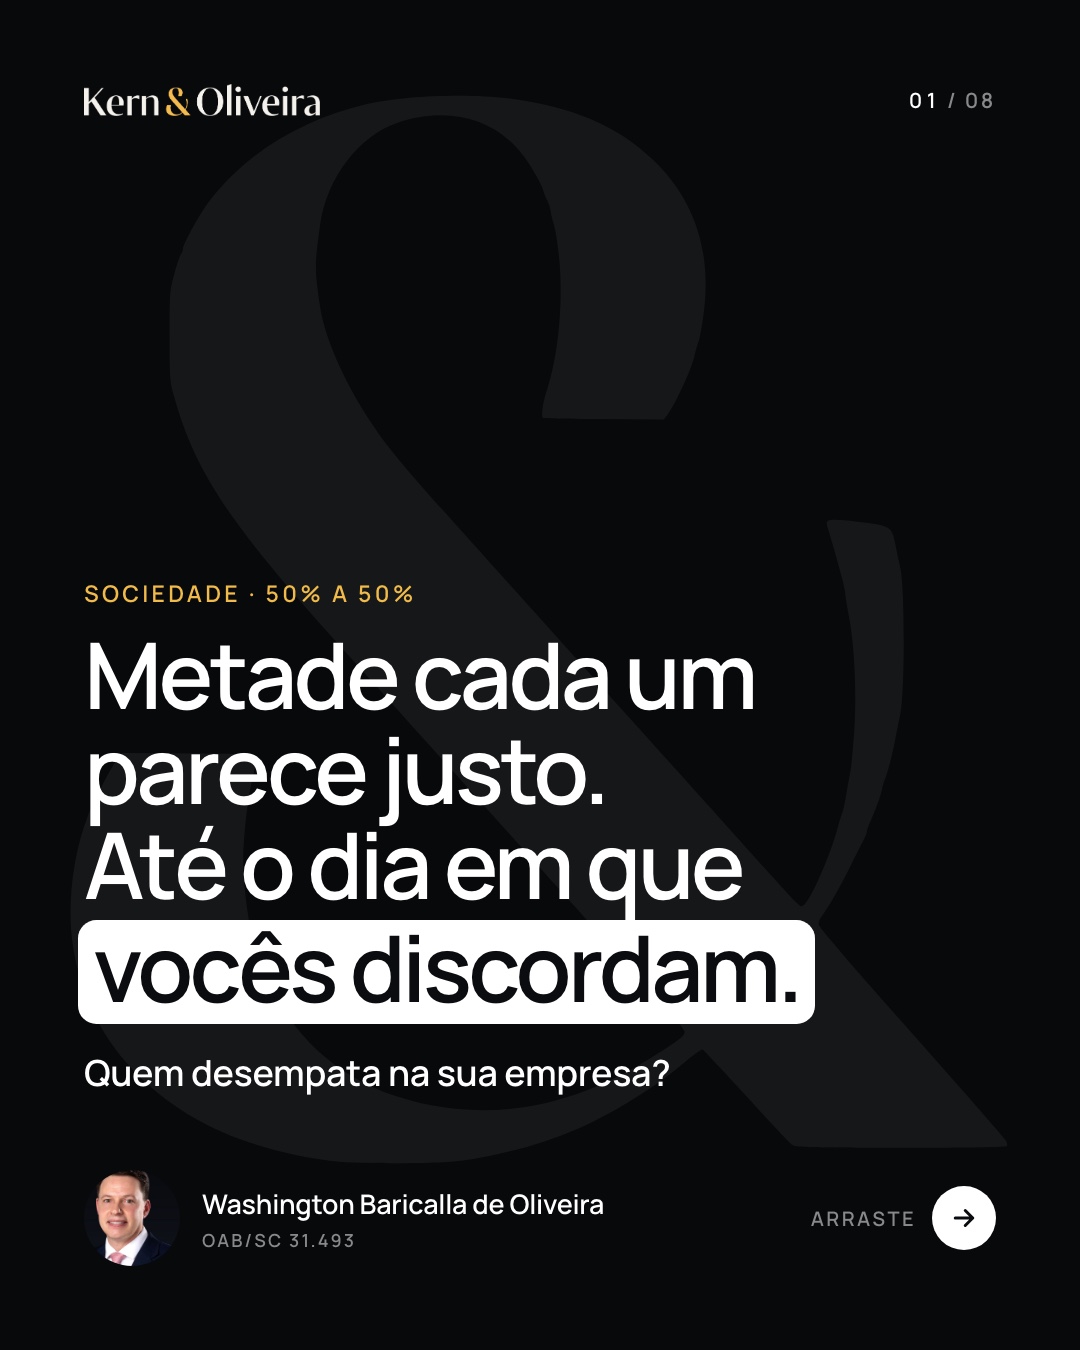 Kern & Oliveira
01 / 08
SOCIEDADE · 50% A 50%
Metade cada um
parece justo.
Até o dia em que
vocês discordam.
Quem desempata na sua empresa?
Washington Baricalla de Oliveira
OAB/SC 31.493
ARRASTE